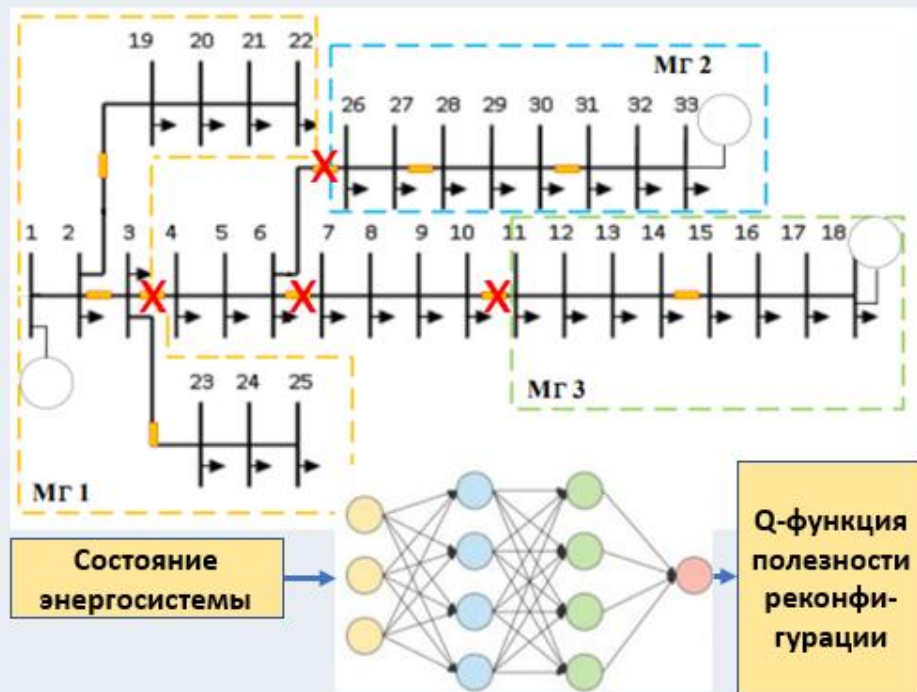 19 20 21 22
Мг 2
26 27 28 29 30 31 32 33
1 2 3 4 5 6 7 8 9 10 11 12 13 14 15 16 17 18
Мг 3
23 24 25
Мг 1
Состояние
энергосистемы
Q-функция
полезности
реконфи-
гурации